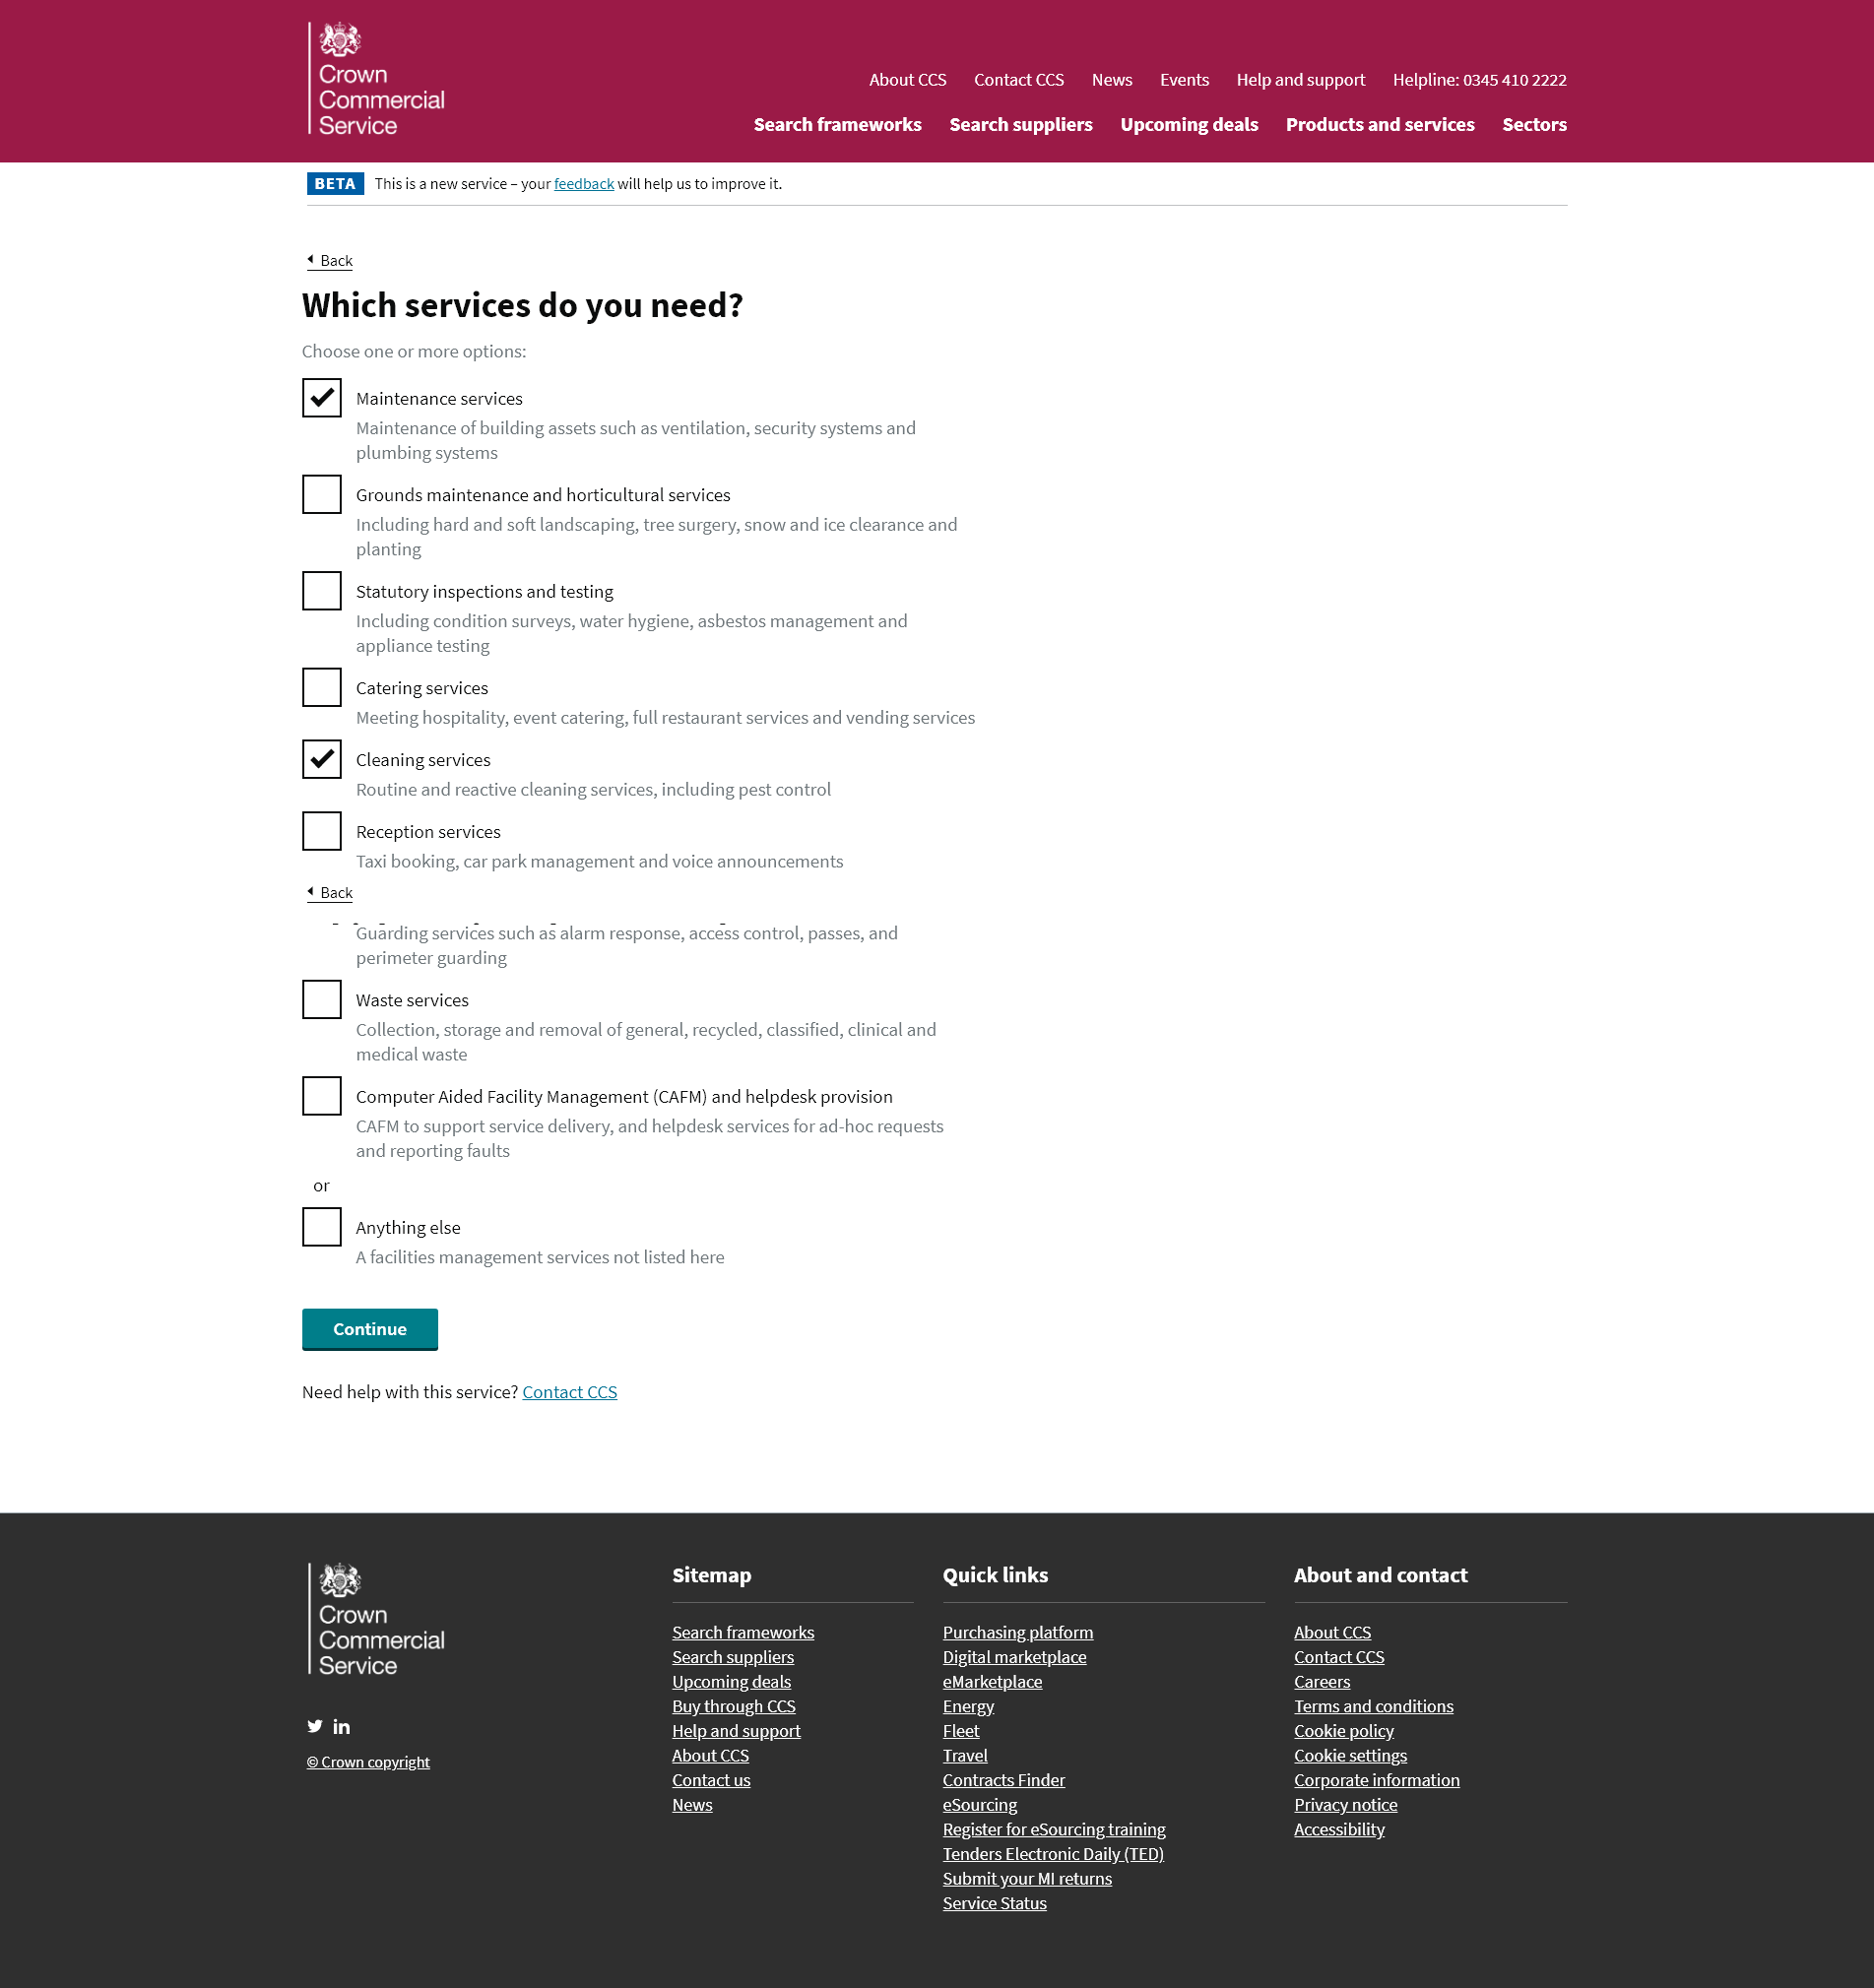 Crown
Commercial
Service
About CCS Contact CCS News Events Help and support Helpline: 0345 410 2222
Search frameworks Search suppliers Upcoming deals Products and services Sectors
BETA This is a new service – your feedback will help us to improve it.
Back
Which services do you need?
Choose one or more options:
Maintenance services
Maintenance of building assets such as ventilation, security systems and
plumbing systems
Grounds maintenance and horticultural services
Including hard and soft landscaping, tree surgery, snow and ice clearance and
planting
Statutory inspections and testing
Including condition surveys, water hygiene, asbestos management and
appliance testing
Catering services
Meeting hospitality, event catering, full restaurant services and vending services
Cleaning services
Routine and reactive cleaning services, including pest control
Reception services
Taxi booking, car park management and voice announcements
Back
Guarding services such as alarm response, access control, passes, and
perimeter guarding
Waste services
Collection, storage and removal of general, recycled, classified, clinical and
medical waste
Computer Aided Facility Management (CAFM) and helpdesk provision
CAFM to support service delivery, and helpdesk services for ad-hoc requests
and reporting faults
or
Anything else
A facilities management services not listed here
Continue
Need help with this service? Contact CCS
Crown
Commercial
Service
© Crown copyright
Sitemap
Search frameworks
Search suppliers
Upcoming deals
Buy through CCS
Help and support
About CCS
Contact us
News
Quick links
Purchasing platform
Digital marketplace
eMarketplace
Energy
Fleet
Travel
Contracts Finder
eSourcing
Register for eSourcing training
Tenders Electronic Daily (TED)
Submit your MI returns
Service Status
About and contact
About CCS
Contact CCS
Careers
Terms and conditions
Cookie policy
Cookie settings
Corporate information
Privacy notice
Accessibility